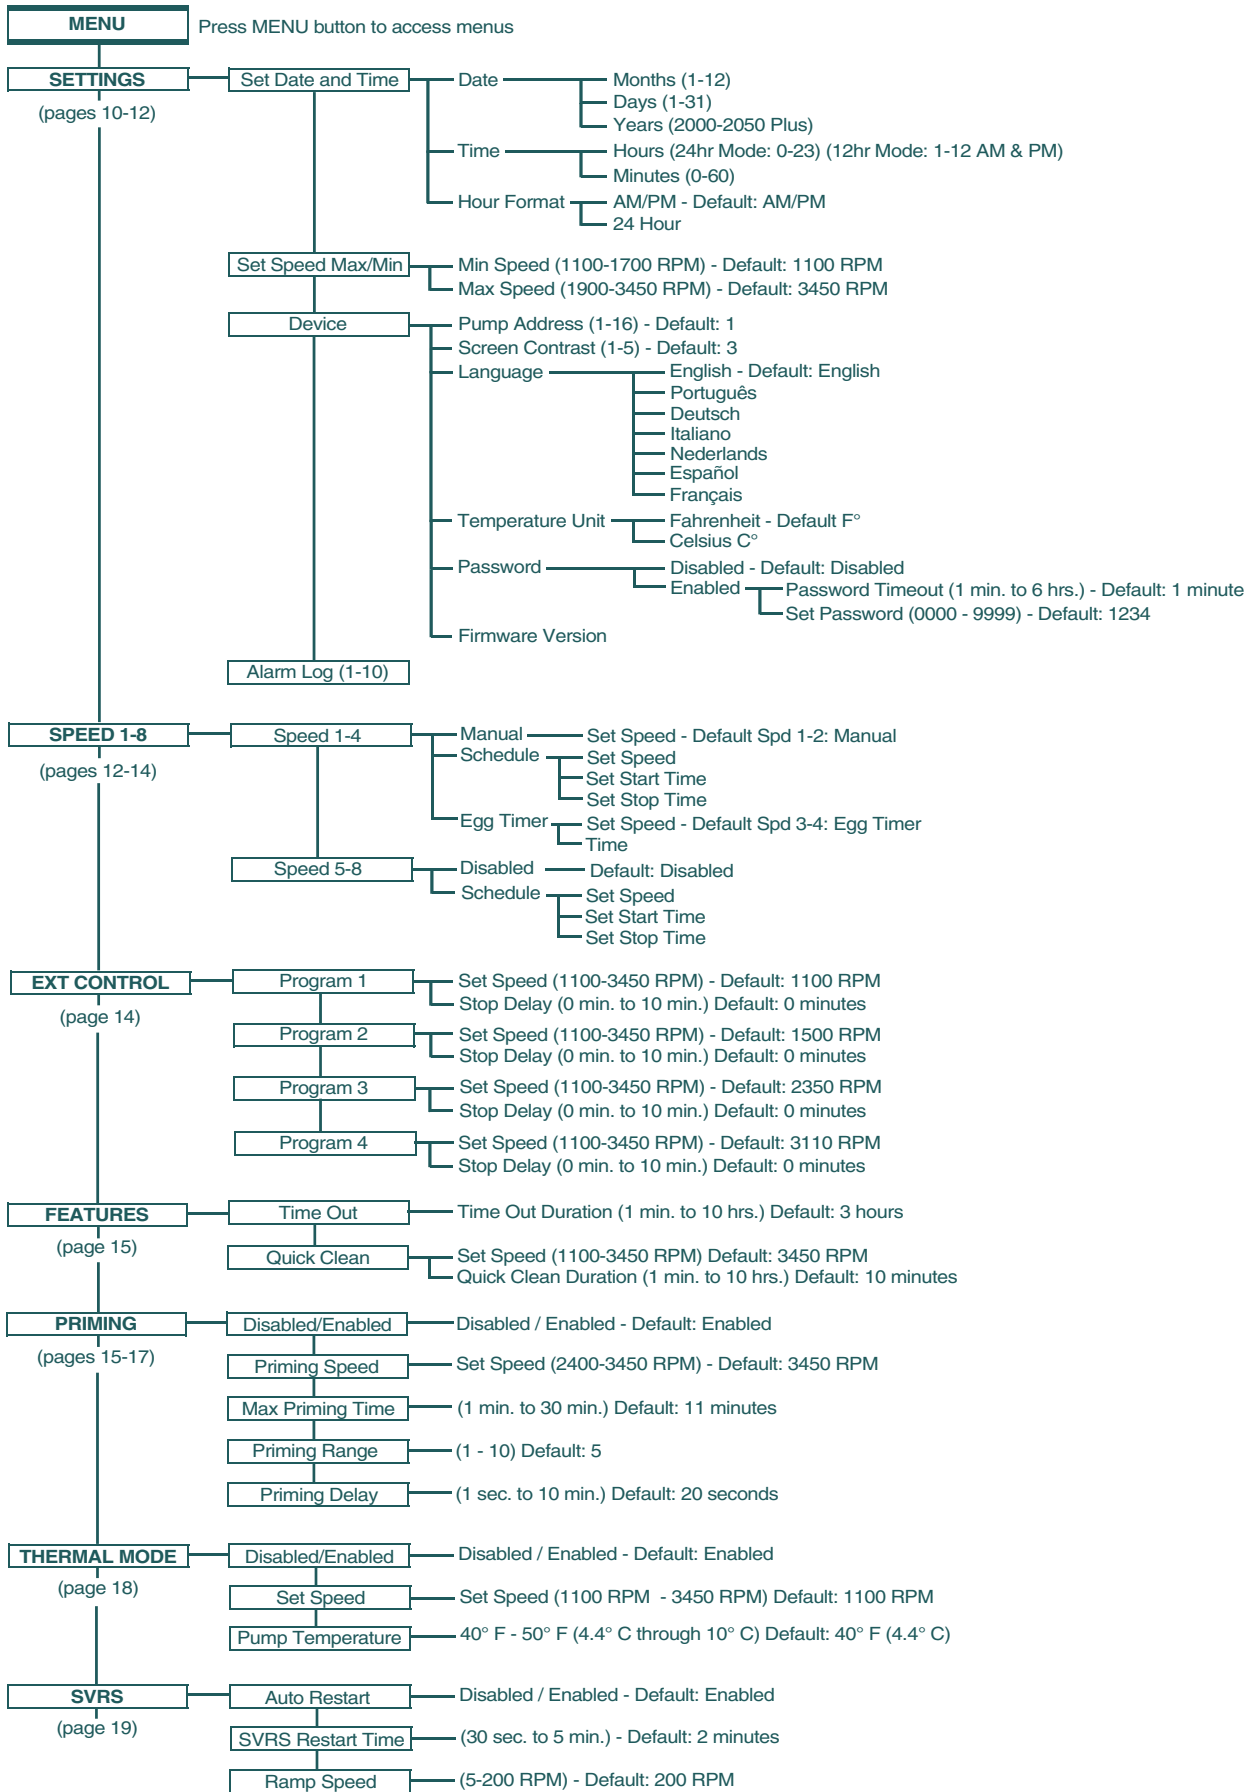 MENU
Press MENU button to access menus
SETTINGS
(pages 10-12)
Set Date and Time
Date
Months (1-12)
Days (1-31)
Years (2000-2050 Plus)
Time
Hours (24hr Mode: 0-23) (12hr Mode: 1-12 AM & PM)
Minutes (0-60)
Hour Format
AM/PM - Default: AM/PM
24 Hour
Set Speed Max/Min
Min Speed (1100-1700 RPM) - Default: 1100 RPM
Max Speed (1900-3450 RPM) - Default: 3450 RPM
Device
Pump Address (1-16) - Default: 1
Screen Contrast (1-5) - Default: 3
Language
English - Default: English
Português
Deutsch
Italiano
Nederlands
Español
Français
Temperature Unit
Fahrenheit - Default F°
Celsius C°
Password
Disabled - Default: Disabled
Enabled
Password Timeout (1 min. to 6 hrs.) - Default: 1 minute
Set Password (0000 - 9999) - Default: 1234
Firmware Version
Alarm Log (1-10)
SPEED 1-8
(pages 12-14)
Speed 1-4
Manual
Set Speed - Default Spd 1-2: Manual
Schedule
Set Speed
Set Start Time
Set Stop Time
Egg Timer
Set Speed - Default Spd 3-4: Egg Timer
Time
Speed 5-8
Disabled
Default: Disabled
Schedule
Set Speed
Set Start Time
Set Stop Time
EXT CONTROL
(page 14)
Program 1
Set Speed (1100-3450 RPM) - Default: 1100 RPM
Stop Delay (0 min. to 10 min.) Default: 0 minutes
Program 2
Set Speed (1100-3450 RPM) - Default: 1500 RPM
Stop Delay (0 min. to 10 min.) Default: 0 minutes
Program 3
Set Speed (1100-3450 RPM) - Default: 2350 RPM
Stop Delay (0 min. to 10 min.) Default: 0 minutes
Program 4
Set Speed (1100-3450 RPM) - Default: 3110 RPM
Stop Delay (0 min. to 10 min.) Default: 0 minutes
FEATURES
(page 15)
Time Out
Time Out Duration (1 min. to 10 hrs.) Default: 3 hours
Quick Clean
Set Speed (1100-3450 RPM) Default: 3450 RPM
Quick Clean Duration (1 min. to 10 hrs.) Default: 10 minutes
PRIMING
(pages 15-17)
Disabled/Enabled
Disabled / Enabled - Default: Enabled
Priming Speed
Set Speed (2400-3450 RPM) - Default: 3450 RPM
Max Priming Time
(1 min. to 30 min.) Default: 11 minutes
Priming Range
(1 - 10) Default: 5
Priming Delay
(1 sec. to 10 min.) Default: 20 seconds
THERMAL MODE
(page 18)
Disabled/Enabled
Disabled / Enabled - Default: Enabled
Set Speed
Set Speed (1100 RPM - 3450 RPM) Default: 1100 RPM
Pump Temperature
40° F - 50° F (4.4° C through 10° C) Default: 40° F (4.4° C)
SVRS
(page 19)
Auto Restart
Disabled / Enabled - Default: Enabled
SVRS Restart Time
(30 sec. to 5 min.) - Default: 2 minutes
Ramp Speed
(5-200 RPM) - Default: 200 RPM